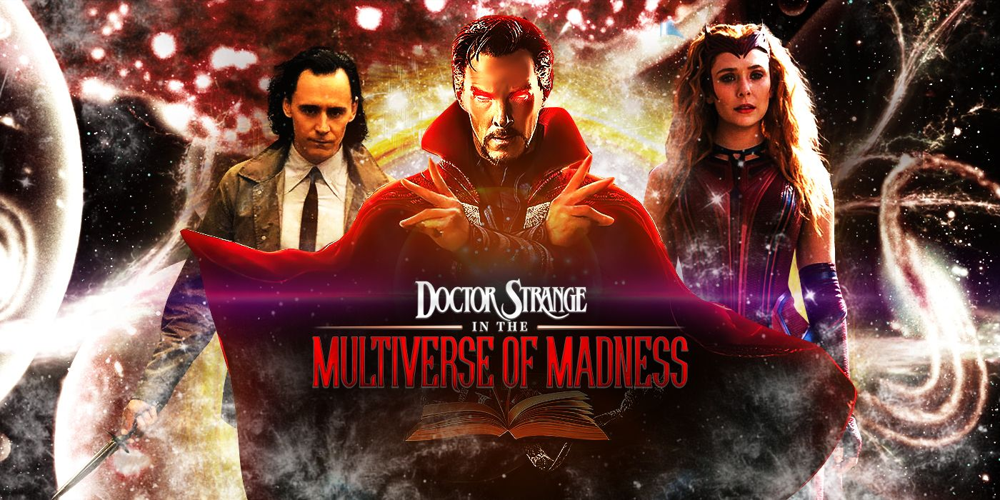 DOCTOR STRANGE
IN THE
MULTIVERSE OF MADNESS